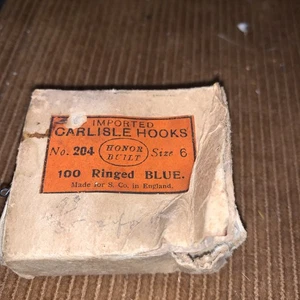 IMPORTED
CARLISLE HOOKS
No. 204 HONOR BUILT Size 6
100 Ringed BLUE.
Made for S. Co. in England.